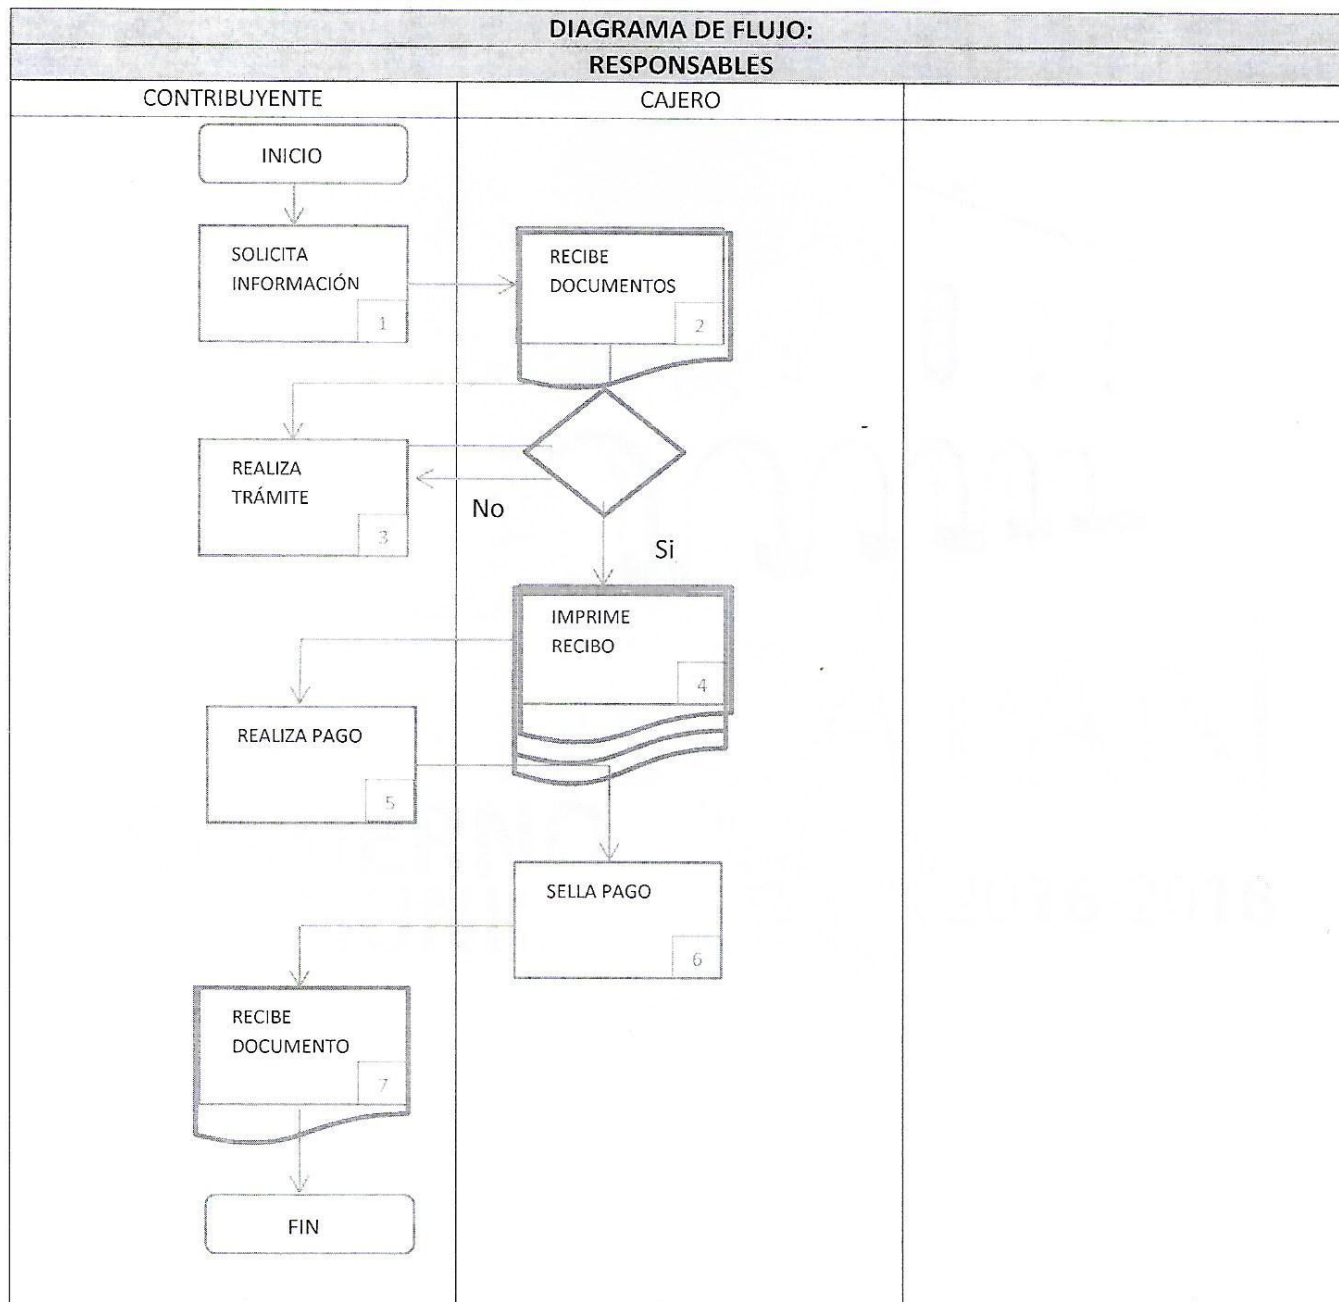 DIAGRAMA DE FLUJO:
RESPONSABLES
CONTRIBUYENTE
CAJERO
INICIO
SOLICITA
INFORMACIÓN
1
RECIBE
DOCUMENTOS
2
REALIZA
TRÁMITE
3
No
Si
IMPRIME
RECIBO
4
REALIZA PAGO
5
SELLA PAGO
6
RECIBE
DOCUMENTO
7
FIN